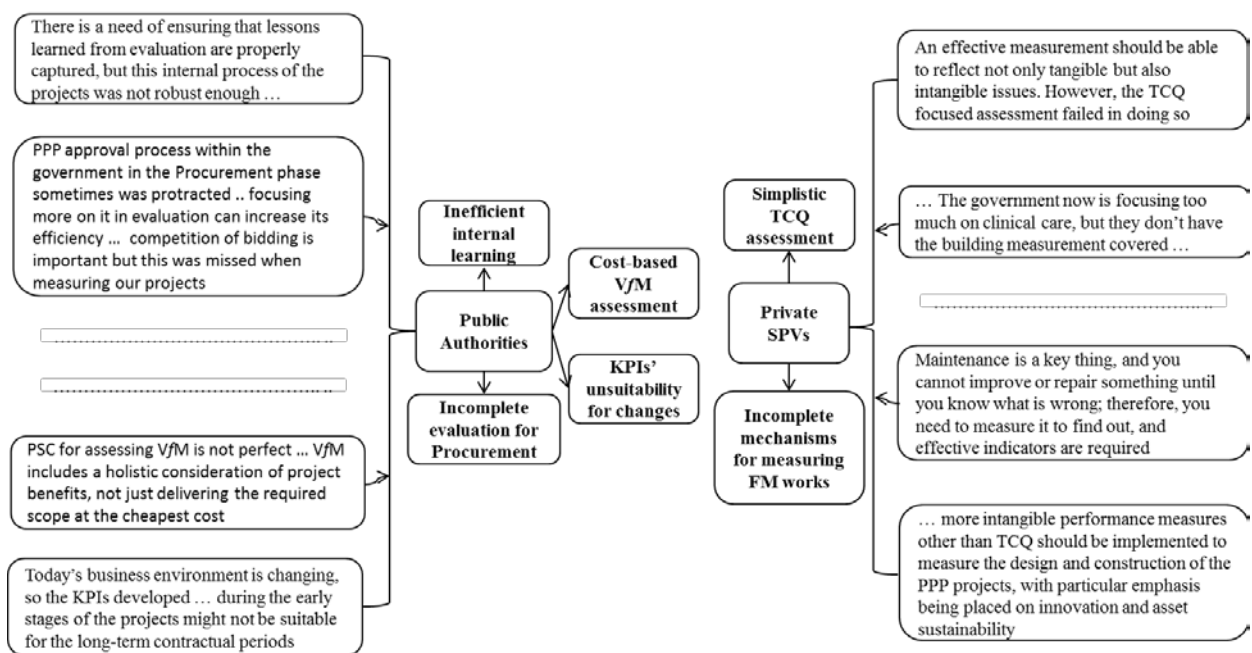 There is a need of ensuring that lessons
learned from evaluation are properly
captured, but this internal process of the
projects was not robust enough …
PPP approval process within the
government in the Procurement phase
sometimes was protracted .. focusing
more on it in evaluation can increase its
efficiency …  competition of bidding is
important but this was missed when
measuring our projects
PSC for assessing VfM is not perfect … VfM
includes a holistic consideration of project
benefits, not just delivering the required
scope at the cheapest cost
Today's business environment is changing,
so the KPIs developed … during the early
stages of the projects might not be suitable
for the long-term contractual periods
Inefficient
internal
learning
Public
Authorities
Incomplete
evaluation for
Procurement
Cost-based
VfM
assessment
KPIs'
unsuitability
for changes
Simplistic
TCQ
assessment
Private
SPVs
Incomplete
mechanisms
for measuring
FM works
An effective measurement should be able
to reflect not only tangible but also
intangible issues. However, the TCQ
focused assessment failed in doing so
… The government now is focusing too
much on clinical care, but they don't have
the building measurement covered …
Maintenance is a key thing, and you
cannot improve or repair something until
you know what is wrong; therefore, you
need to measure it to find out, and
effective indicators are required
… more intangible performance measures
other than TCQ should be implemented to
measure the design and construction of the
PPP projects, with particular emphasis
being placed on innovation and asset
sustainability